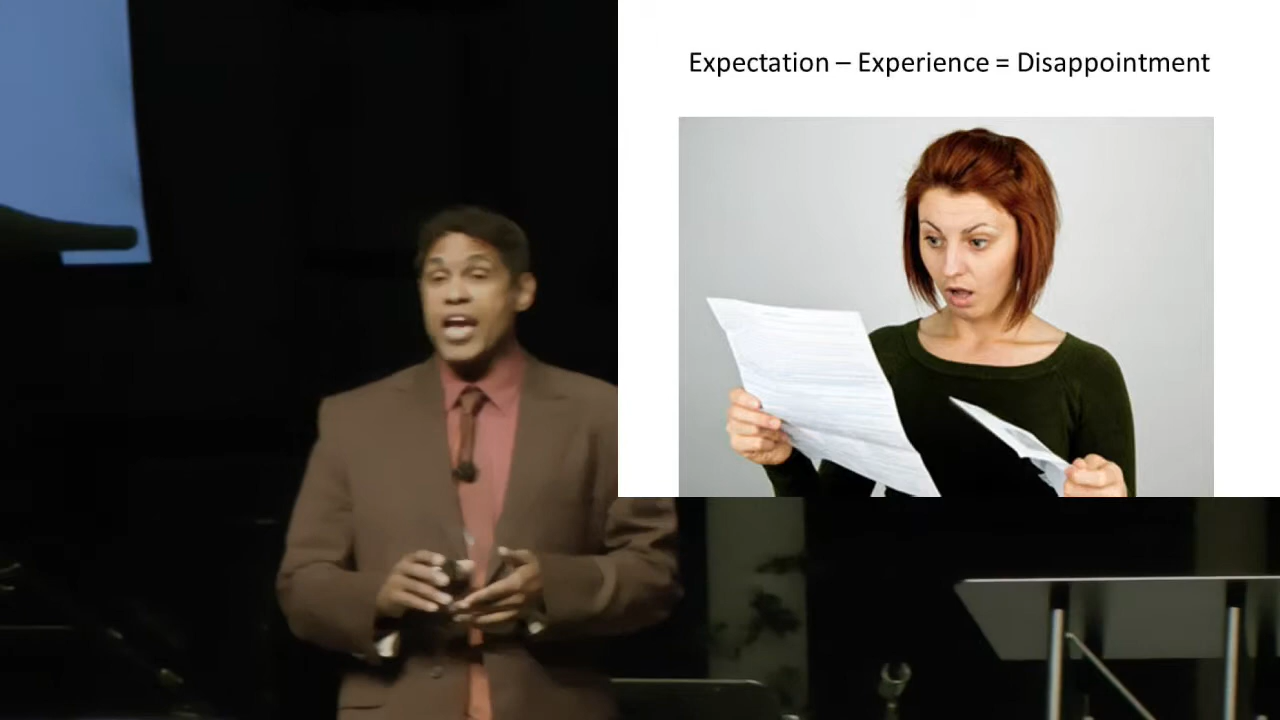 Expectation – Experience = Disappointment